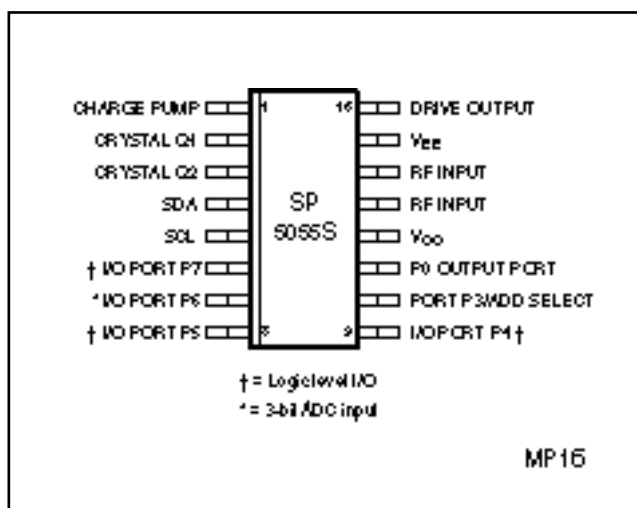 CHARGE PUMP 1 16 DRIVE OUTPUT
CRYSTAL Q1 VEE
CRYSTAL Q2 RF INPUT
SDA SP RF INPUT
SCL 5055S VCC
† I/O PORT P7 P0 OUTPUT PORT
* I/O PORT P6 PORT P3/ADD SELECT
† I/O PORT P5 8 9 I/O PORT P4 †
† = Logic level I/O
* = 3-bit ADC input
MP16